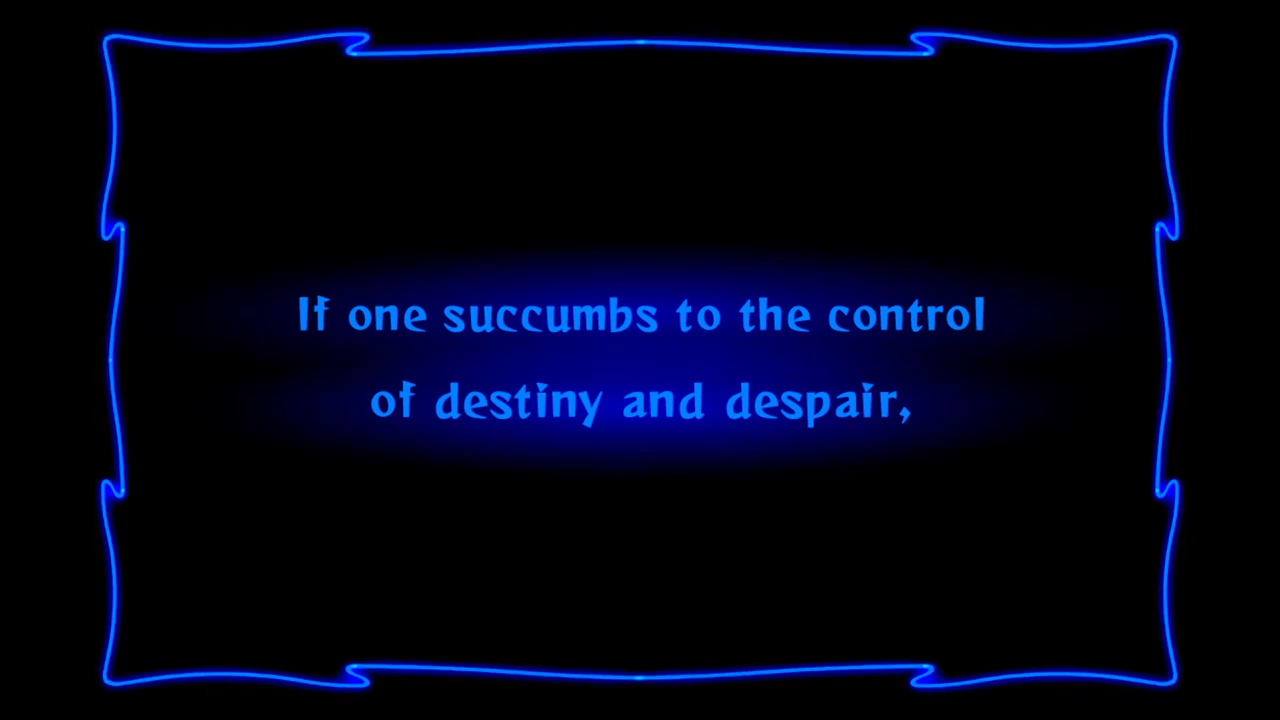 If one succumbs to the control
of destiny and despair,